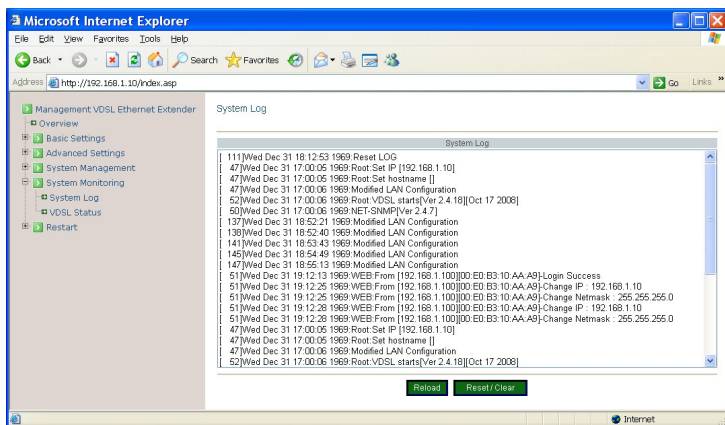 Microsoft Internet Explorer
File Edit View Favorites Tools Help
Back Search Favorites
Address http://192.168.1.10/index.asp Go Links »
Management VDSL Ethernet Extender
Overview
Basic Settings
Advanced Settings
System Management
System Monitoring
System Log
VDSL Status
Restart
System Log
System Log
[ 111]Wed Dec 31 18:12:53 1969:Reset LOG
[ 47]Wed Dec 31 17:00:05 1969:Root:Set IP [192.168.1.10]
[ 47]Wed Dec 31 17:00:05 1969:Root:Set hostname []
[ 47]Wed Dec 31 17:00:06 1969:Modified LAN Configuration
[ 52]Wed Dec 31 17:00:06 1969:Root:VDSL starts[Ver 2.4.18][Oct 17 2008]
[ 50]Wed Dec 31 17:00:06 1969:NET-SNMP[Ver 2.4.7]
[ 137]Wed Dec 31 18:52:21 1969:Modified LAN Configuration
[ 138]Wed Dec 31 18:52:40 1969:Modified LAN Configuration
[ 141]Wed Dec 31 18:53:43 1969:Modified LAN Configuration
[ 145]Wed Dec 31 18:54:49 1969:Modified LAN Configuration
[ 147]Wed Dec 31 18:55:13 1969:Modified LAN Configuration
[ 51]Wed Dec 31 19:12:13 1969:WEB:From [192.168.1.100][00:E0:B3:10:AA:A9]-Login Success
[ 51]Wed Dec 31 19:12:25 1969:WEB:From [192.168.1.100][00:E0:B3:10:AA:A9]-Change IP : 192.168.1.10
[ 51]Wed Dec 31 19:12:25 1969:WEB:From [192.168.1.100][00:E0:B3:10:AA:A9]-Change Netmask : 255.255.255.0
[ 51]Wed Dec 31 19:12:28 1969:WEB:From [192.168.1.100][00:E0:B3:10:AA:A9]-Change IP : 192.168.1.10
[ 51]Wed Dec 31 19:12:28 1969:WEB:From [192.168.1.100][00:E0:B3:10:AA:A9]-Change Netmask : 255.255.255.0
[ 47]Wed Dec 31 17:00:05 1969:Root:Set IP [192.168.1.10]
[ 47]Wed Dec 31 17:00:05 1969:Root:Set hostname []
[ 47]Wed Dec 31 17:00:06 1969:Modified LAN Configuration
[ 52]Wed Dec 31 17:00:06 1969:Root:VDSL starts[Ver 2.4.18][Oct 17 2008]
Reload Reset / Clear
Internet